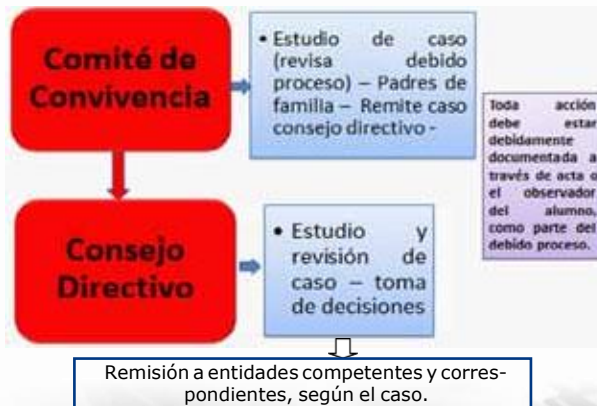 Comité de
Convivencia
• Estudio de caso
(revisa debido
proceso) – Padres de
familia – Remite caso
consejo directivo -
Toda acción
debe estar
debidamente
documentada a
través de acta o
el observador
del alumno,
como parte del
debido proceso.
Consejo
Directivo
• Estudio y
revisión de
caso – toma
de decisiones
Remisión a entidades competentes y corres-
pondientes, según el caso.